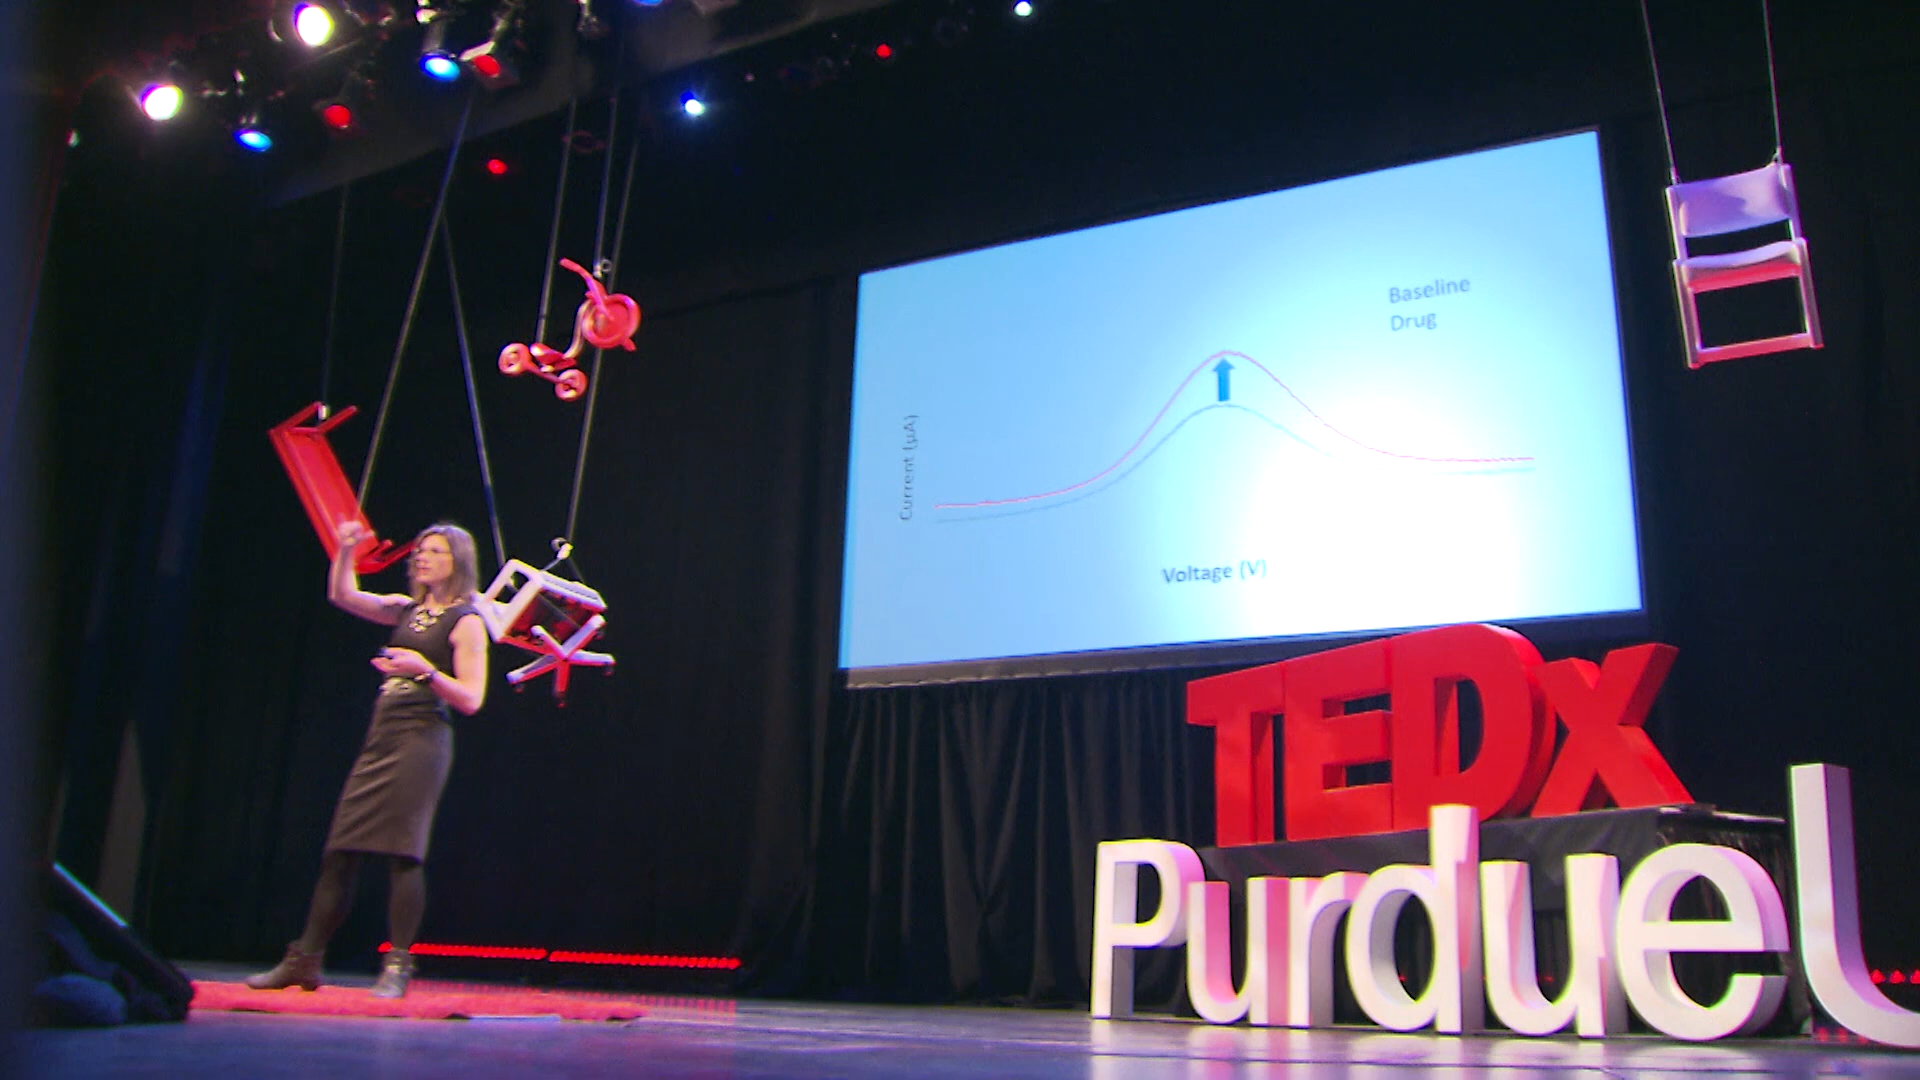 Baseline
Drug
Current (µA)
Voltage (V)
TEDx
PurdueU